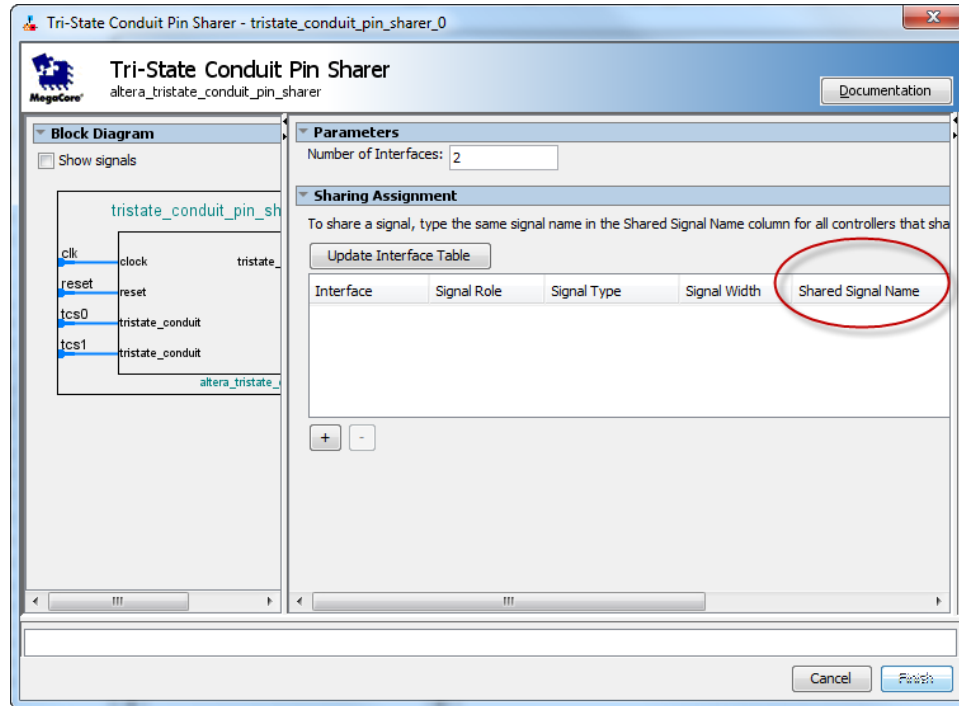 Tri-State Conduit Pin Sharer - tristate_conduit_pin_sharer_0
MegaCore'
Tri-State Conduit Pin Sharer
altera_tristate_conduit_pin_sharer
Documentation
Block Diagram
Show signals
tristate_conduit_pin_sh
clk
clock
tristate_
reset
reset
tcs0
tristate_conduit
tcs1
tristate_conduit
altera_tristate_
Parameters
Number of Interfaces: 2
Sharing Assignment
To share a signal, type the same signal name in the Shared Signal Name column for all controllers that sha
Update Interface Table
Interface Signal Role Signal Type Signal Width Shared Signal Name
+ -
Cancel Finish